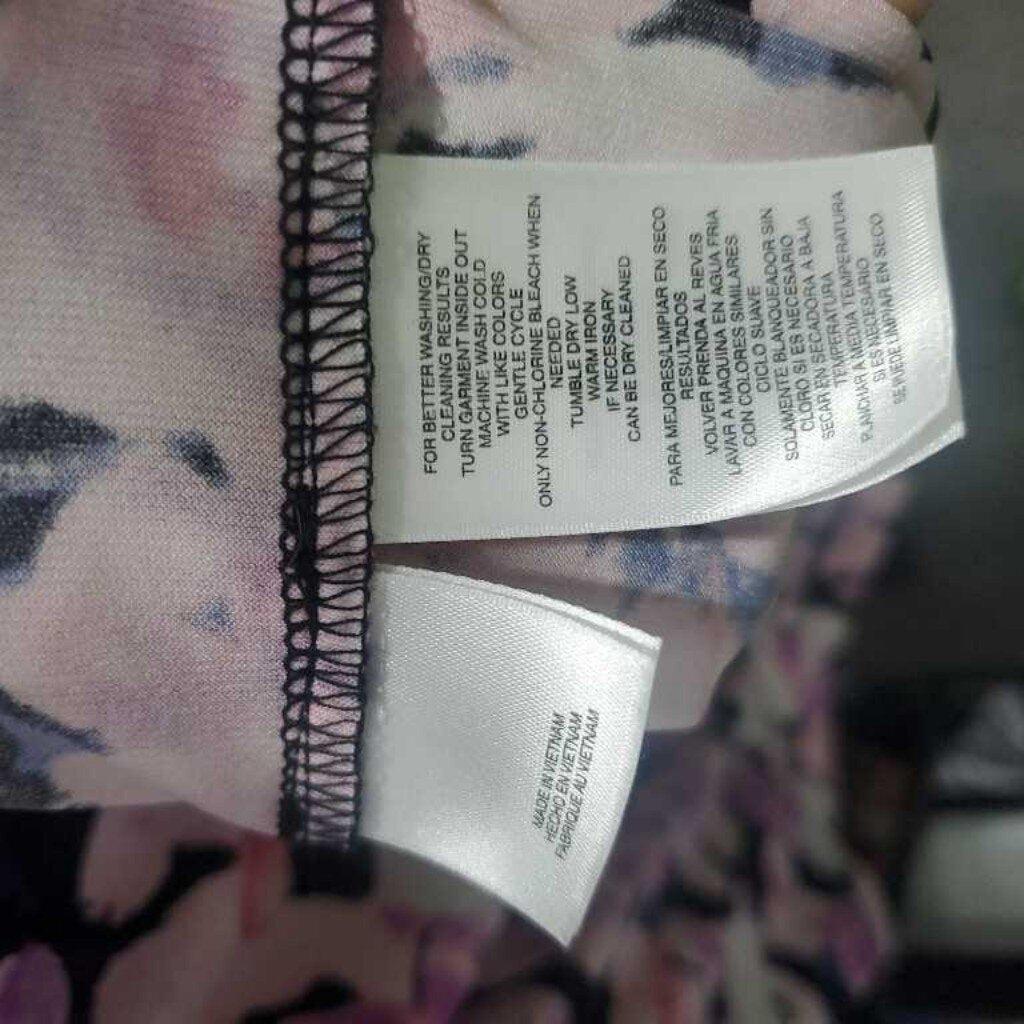 FOR BETTER WASHING/DRY
CLEANING RESULTS
TURN GARMENT INSIDE OUT
MACHINE WASH COLD
WITH LIKE COLORS
GENTLE CYCLE
ONLY NON-CHLORINE BLEACH WHEN
NEEDED
TUMBLE DRY LOW
WARM IRON
IF NECESSARY
CAN BE DRY CLEANED
PARA MEJORES/LIMPIAR EN SECO
RESULTADOS
VOLVER PRENDA AL REVES
LAVAR A MAQUINA EN AGUA FRIA
CON COLORES SIMILARES
CICLO SUAVE
SOLAMENTE BLANQUEADOR SIN
CLORO SI ES NECESARIO
SECAR EN SECADORA A BAJA
TEMPERATURA
PLANCHAR A MEDIA TEMPERATURA
SI ES NECESARIO
SE PUEDE LIMPIAR EN SECO
MADE IN VIETNAM
HECHO EN VIETNAM
FABRIQUE AU VIETNAM